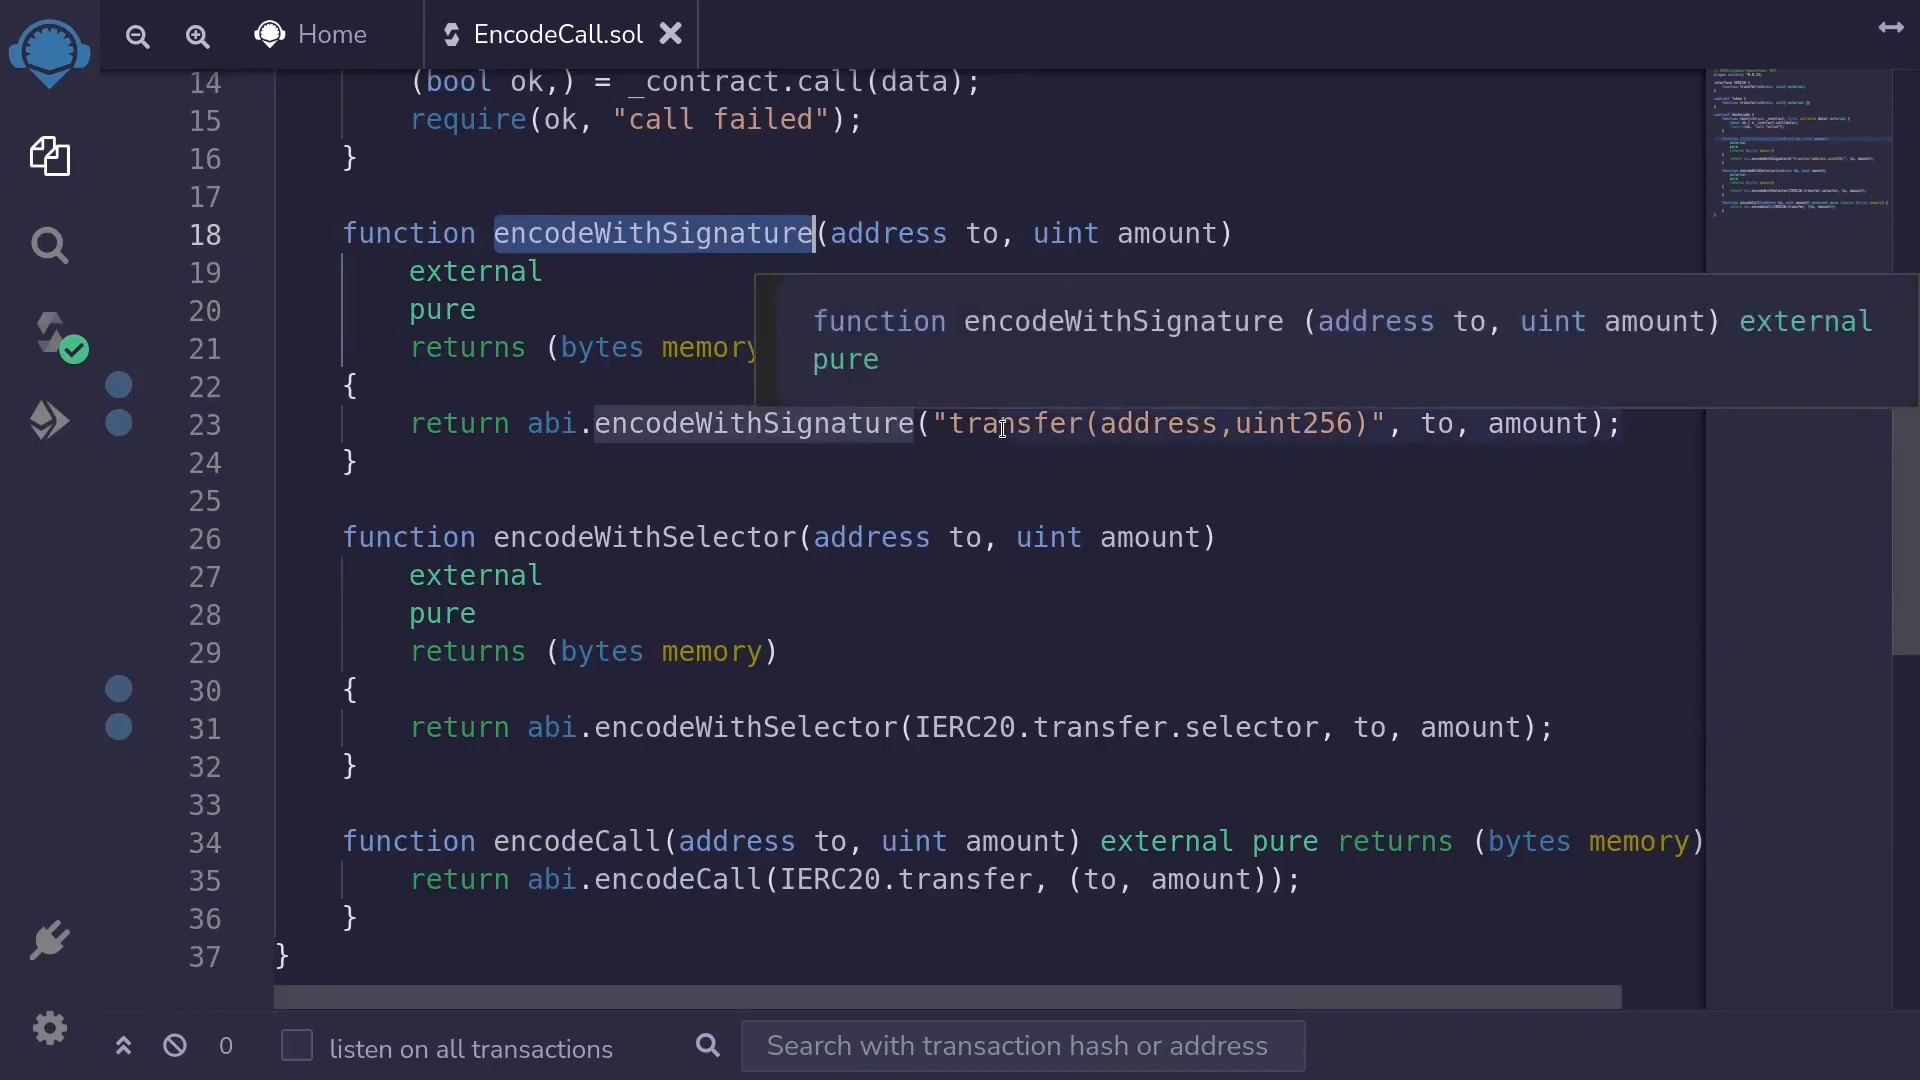 Home
EncodeCall.sol
14 (bool ok,) = _contract.call(data);
15 require(ok, "call failed");
16 }
17
18 function encodeWithSignature(address to, uint amount)
19 external
20 pure
21 returns (bytes memory
function encodeWithSignature (address to, uint amount) external
pure
22 {
23 return abi.encodeWithSignature("transfer(address,uint256)", to, amount);
24 }
25
26 function encodeWithSelector(address to, uint amount)
27 external
28 pure
29 returns (bytes memory)
30 {
31 return abi.encodeWithSelector(IERC20.transfer.selector, to, amount);
32 }
33
34 function encodeCall(address to, uint amount) external pure returns (bytes memory)
35 return abi.encodeCall(IERC20.transfer, (to, amount));
36 }
37 }
0
listen on all transactions
Search with transaction hash or address